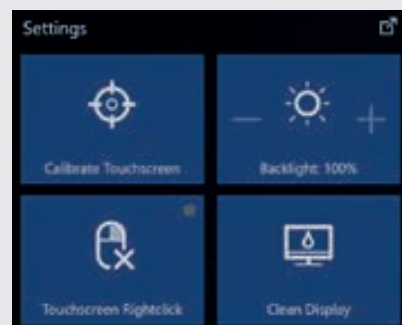 Settings
Calibrate Touchscreen
Backlight: 100%
Touchscreen Rightclick
Clean Display